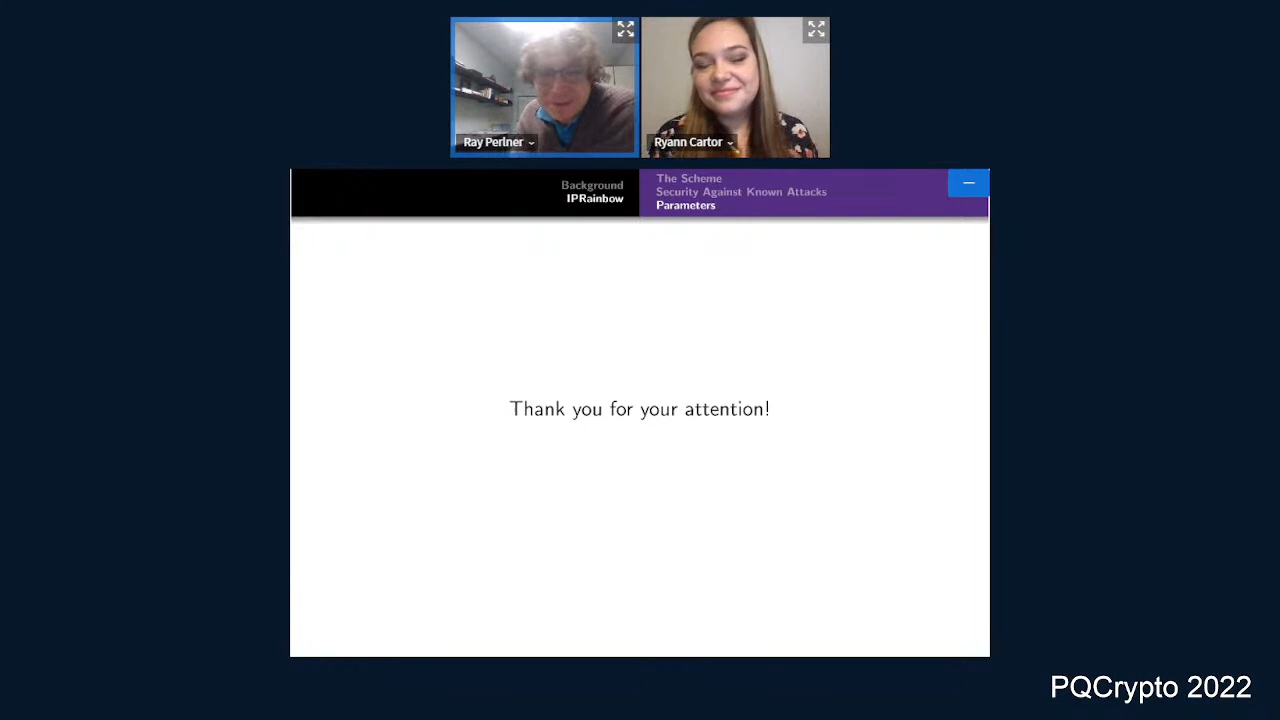 Ray Perlner
Ryann Cartor
Background
IPRainbow
The Scheme
Security Against Known Attacks
Parameters
Thank you for your attention!
PQCrypto 2022